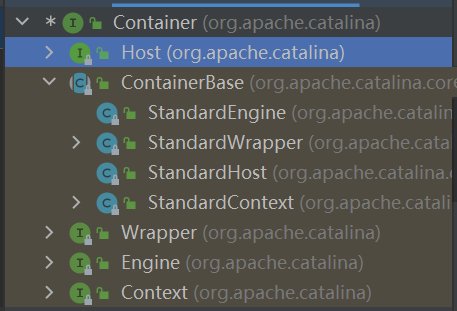 * Container (org.apache.catalina)
Host (org.apache.catalina)
ContainerBase (org.apache.catalina.core
StandardEngine (org.apache.catalin
StandardWrapper (org.apache.cata
StandardHost (org.apache.catalina.
StandardContext (org.apache.catal
Wrapper (org.apache.catalina)
Engine (org.apache.catalina)
Context (org.apache.catalina)